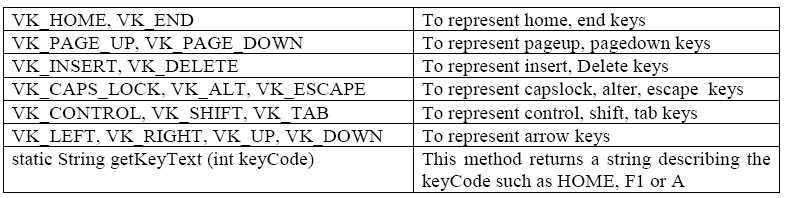 VK_HOME, VK_END To represent home, end keys
VK_PAGE_UP, VK_PAGE_DOWN To represent pageup, pagedown keys
VK_INSERT, VK_DELETE To represent insert, Delete keys
VK_CAPS_LOCK, VK_ALT, VK_ESCAPE To represent capslock, alter, escape keys
VK_CONTROL, VK_SHIFT, VK_TAB To represent control, shift, tab keys
VK_LEFT, VK_RIGHT, VK_UP, VK_DOWN To represent arrow keys
static String getKeyText (int keyCode) This method returns a string describing the
keyCode such as HOME, F1 or A